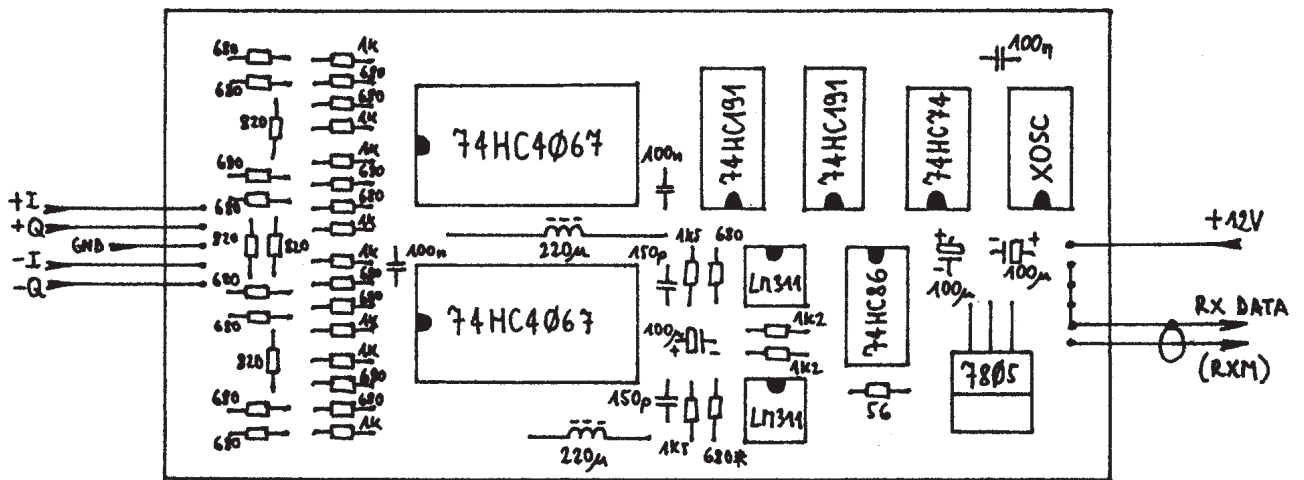 +I
+Q
GND
-I
-Q
680
680
820
680
680
820
820
680
680
820
680
680
1k
680
680
1k
1k
680
680
1k
1k
680
680
1k
1k
680
680
1k
74HC4Ø67
100n
220µ
100n
74HC4Ø67
220µ
150p
1k5
680
100µ
+ -
150p
1k5
680*
74HC191
74HC191
74HC74
XOSC
100n
LM311
1k2
1k2
LM311
74HC86
56
+
-
100µ
- +
100µ
78Ø5
+12V
RX DATA
(RXM)